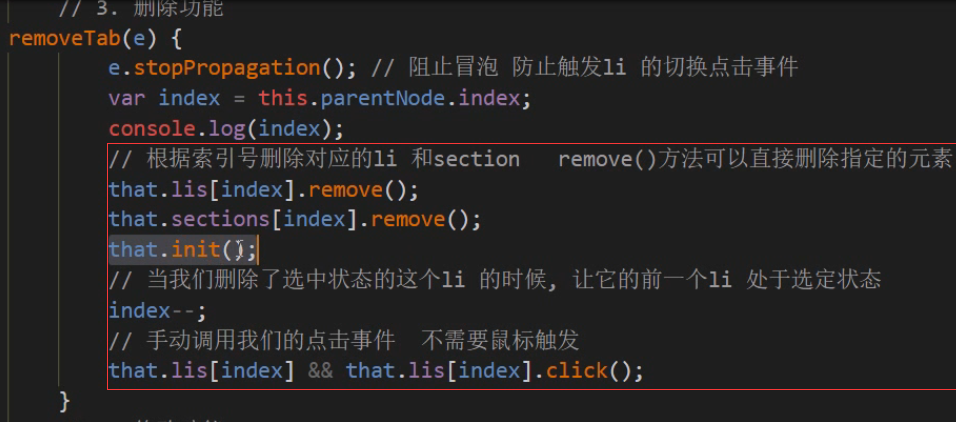 // 3. 删除功能
removeTab(e) {
e.stopPropagation(); // 阻止冒泡 防止触发li 的切换点击事件
var index = this.parentNode.index;
console.log(index);
// 根据索引号删除对应的li 和section remove()方法可以直接删除指定的元素
that.lis[index].remove();
that.sections[index].remove();
that.init();
// 当我们删除了选中状态的这个li 的时候, 让它的前一个li 处于选定状态
index--;
// 手动调用我们的点击事件 不需要鼠标触发
that.lis[index] && that.lis[index].click();
}